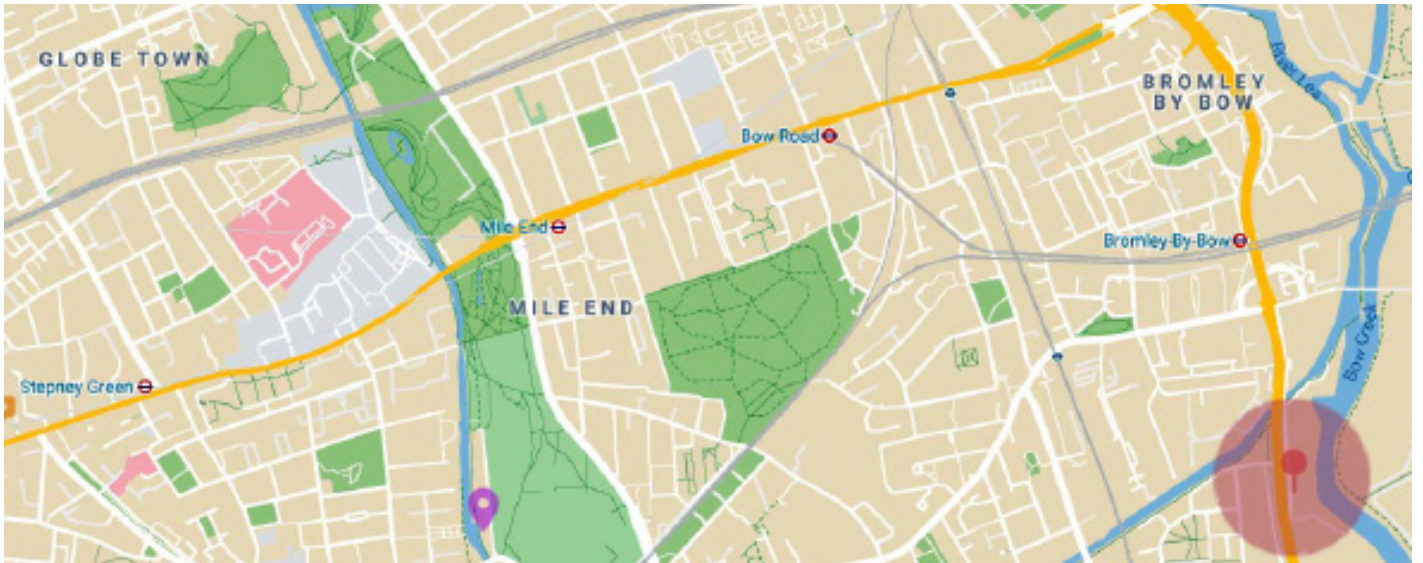 GLOBE TOWN
River Lea
BROMLEY
BY BOW
Bow Road
Mile End
Bromley-By-Bow
MILE END
Bow Creek
Stepney Green